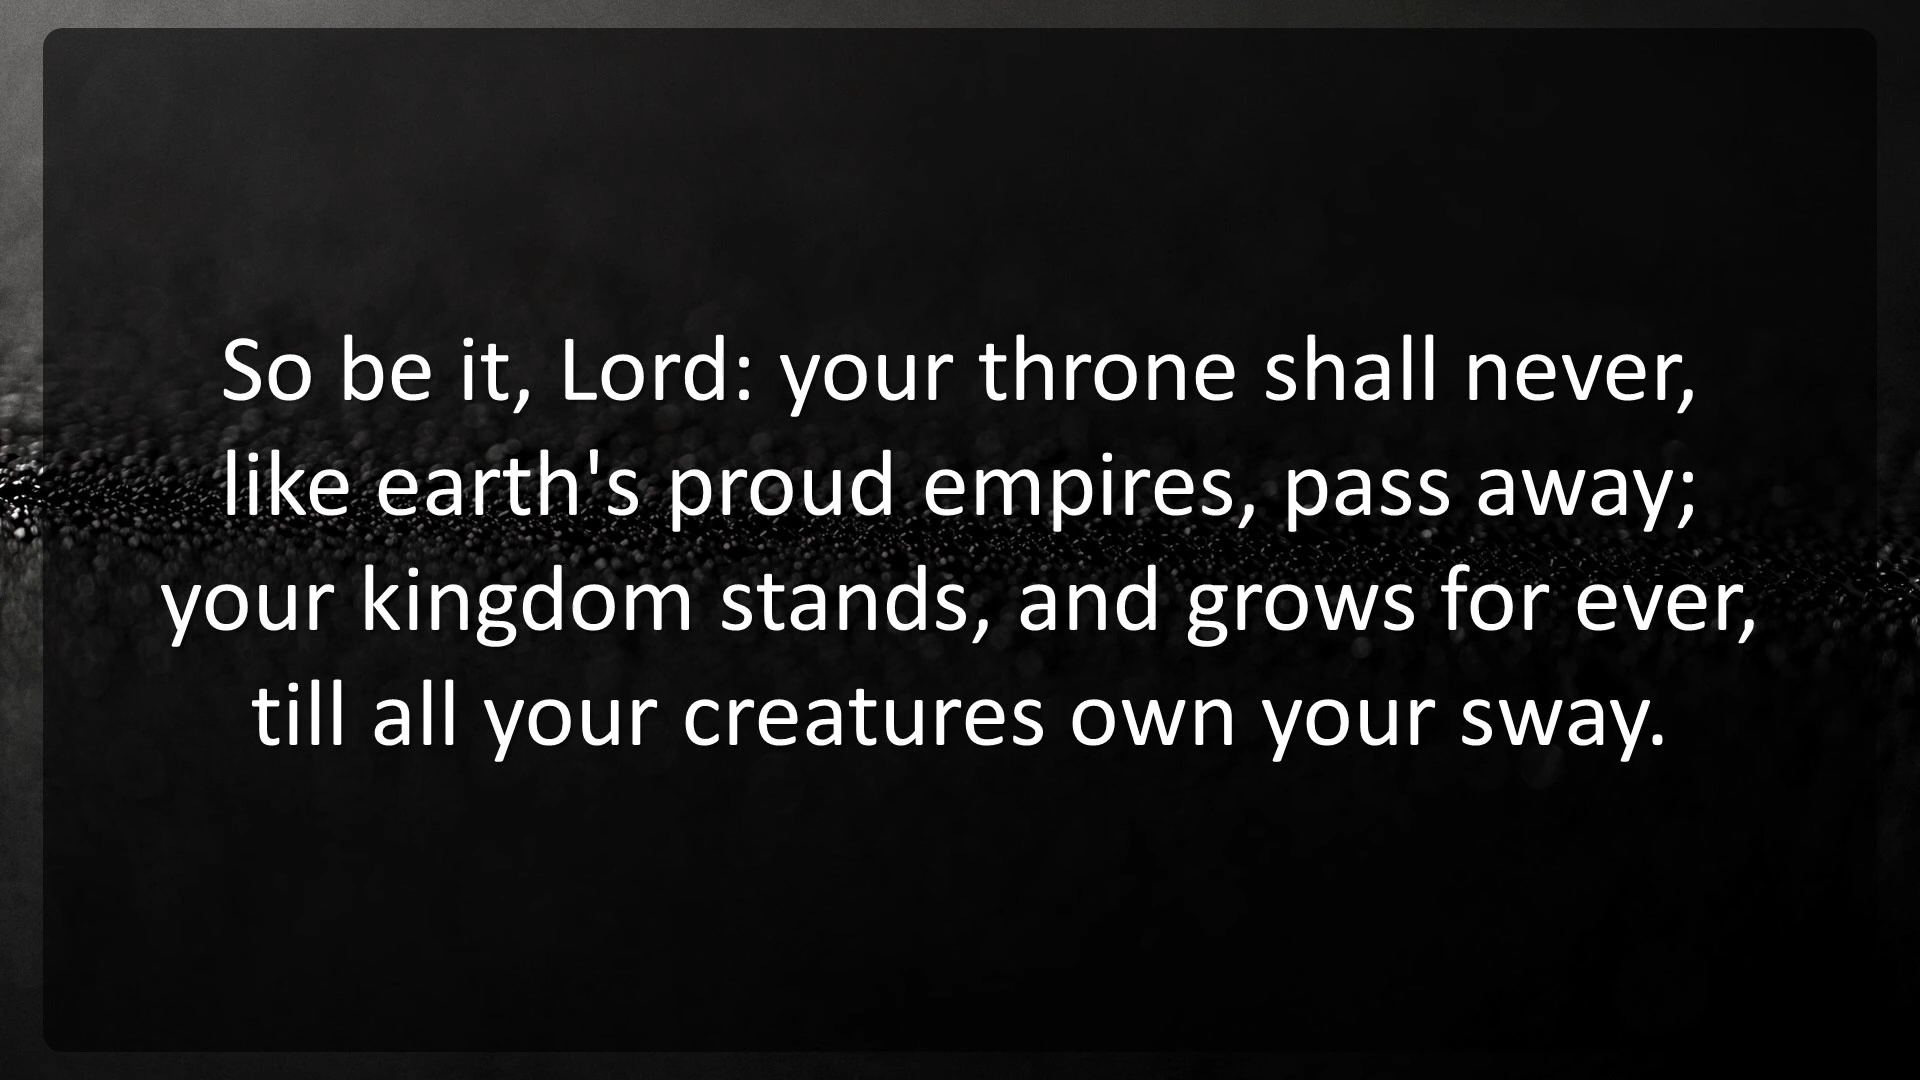 So be it, Lord: your throne shall never,
like earth's proud empires, pass away;
your kingdom stands, and grows for ever,
till all your creatures own your sway.